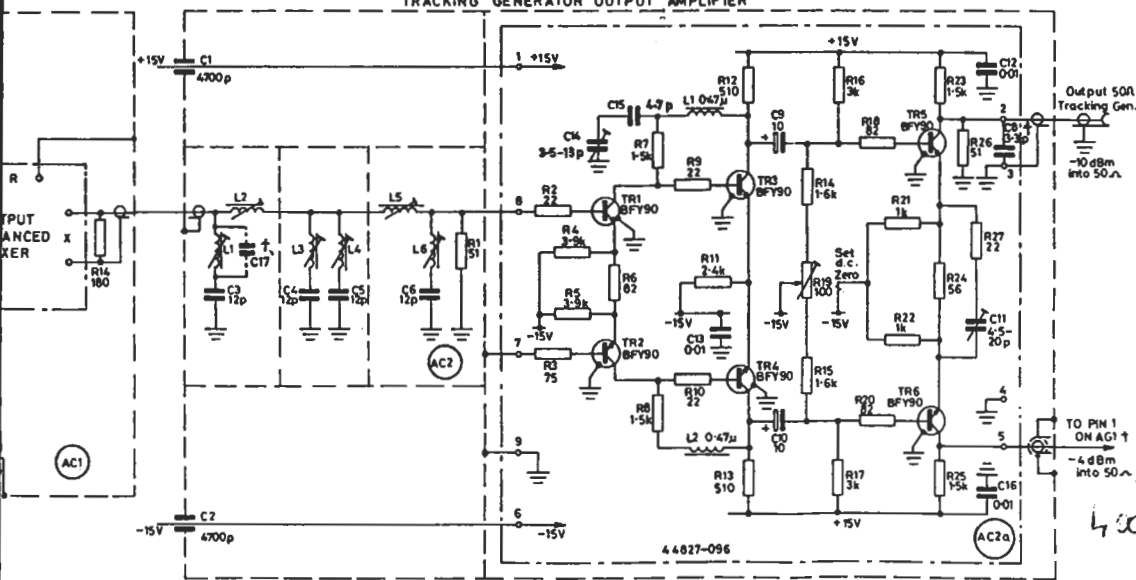 TRACKING GENERATOR OUTPUT AMPLIFIER
+15V
C1
4700p
1
+15V
+15V
R12
510
R16
3k
R23
1·5k
C12
0·01
Output 50Ω
Tracking Gen.
2
C15
4·7p
L1 0·47µ
C9
10
+
R18
82
TR5
BFY90
C14
3·5-13p
R7
1·5k
R26
51
C8†
3
-10dBm
into 50Ω
R
R9
22
TR3
BFY90
R14
1·6k
TPUT
ANCED
XER
X
R14
180
L2
L5
8
R2
22
TR1
BFY90
R21
1k
R27
22
L1
†
C17
L3
L4
L6
R1
51
R4
3·9k
R6
82
R11
2·4k
Set
d.c.
Zero
R19
100
R24
56
C3
12p
C4
12p
C5
12p
C6
12p
R5
3·9k
-15V
-15V
C13
0·01
-15V
-15V
R22
1k
C11
4·5-
20p
AC2
7
R3
75
TR2
BFY90
TR4
BFY90
R15
1·6k
R10
22
R20
82
TR6
BFY90
4
R8
1·5k
L2 0·47µ
+
C10
10
5
TO PIN 1
ON AG1 †
-4dBm
into 50Ω
AC1
9
R13
510
R17
3k
R25
1·5k
C16
0·01
-15V
C2
4700p
6
-15V
+15V
44827-096
AC2a